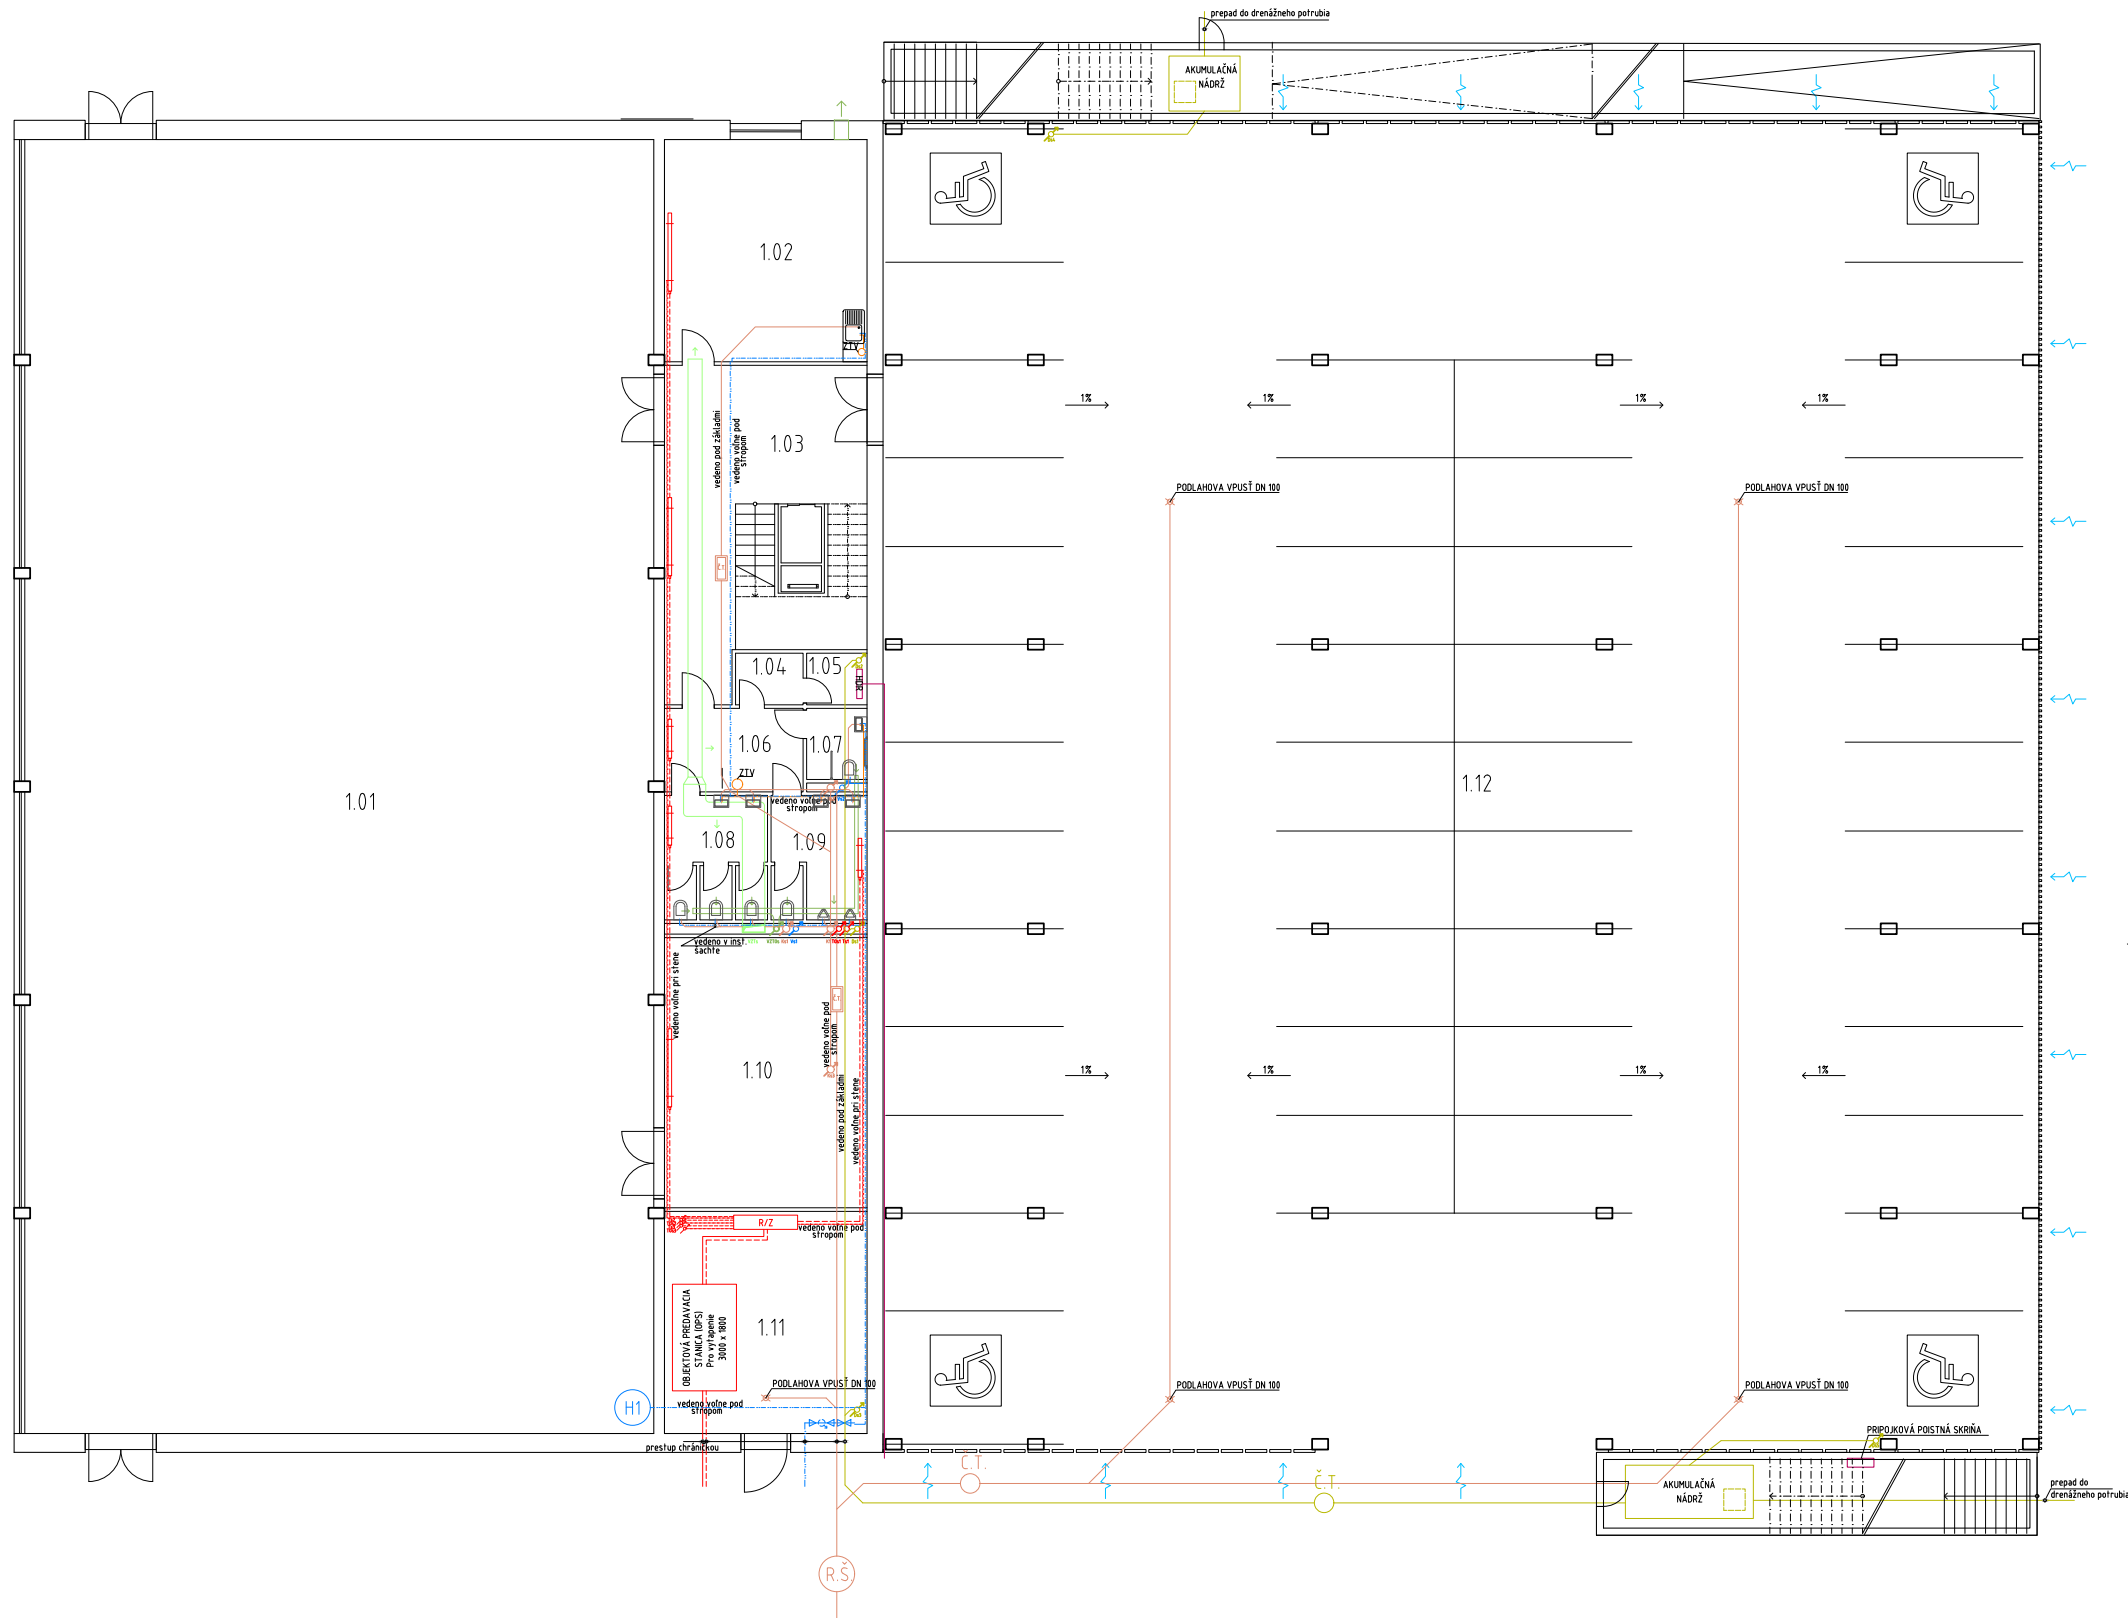 prepad do drenážneho potrubia
AKUMULAČNÁ
NÁDRŽ
1.02
ZTV
1% 1% 1% 1%
vedeno pod základmi
vedeno voľne pod
stropom
1.03
PODLAHOVA VPUSŤ DN 100
PODLAHOVA VPUSŤ DN 100
Č.T.
1.04
1.05
HDR
1.06
1.07
ZTV
1.12
1.01
vedeno voľne pod
stropom
1.08
1.09
vedeno v inšt.
šachte
vedeno voľne pri stene
Č.T.
vedeno voľne pod
stropom
1.10
1% 1% 1% 1%
vedeno pod základmi
vedeno voľne pri stene
R/Z
vedeno voľne pod
stropom
OBJEKTOVÁ PREDAVACIA
STANICA (OPS)
Pro vytapenie
3000 x 1800
1.11
PODLAHOVA VPUSŤ DN 100
PODLAHOVA VPUSŤ DN 100
PODLAHOVA VPUSŤ DN 100
H1
vedeno voľne pod
stropom
prestup chráničkou
PRIPOJKOVÁ POISTNÁ SKRIŇA
Č.T.
Č.T.
AKUMULAČNÁ
NÁDRŽ
prepad do
drenážneho potrubia
R.Š.